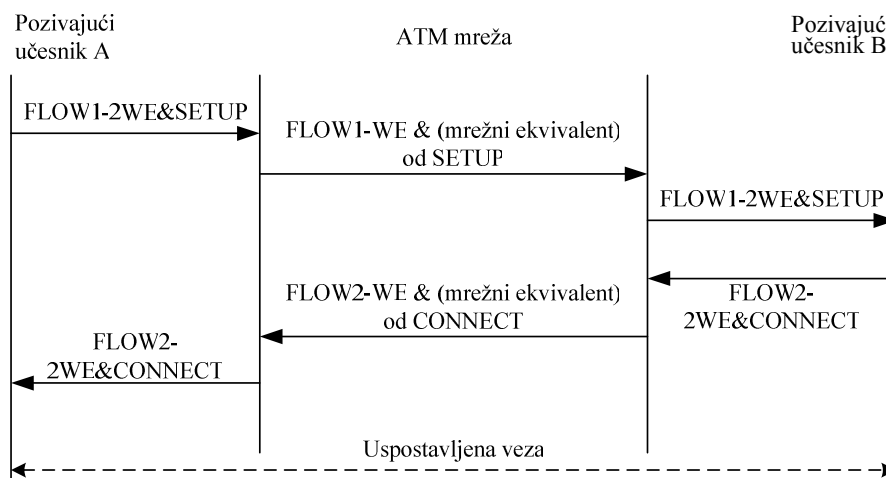 Pozivajući
učesnik A
ATM mreža
Pozivajuć
učesnik B
FLOW1-2WE&SETUP
FLOW1-WE & (mrežni ekvivalent)
od SETUP
FLOW1-2WE&SETUP
FLOW2-
2WE&CONNECT
FLOW2-WE & (mrežni ekvivalent)
od CONNECT
FLOW2-
2WE&CONNECT
Uspostavljena veza